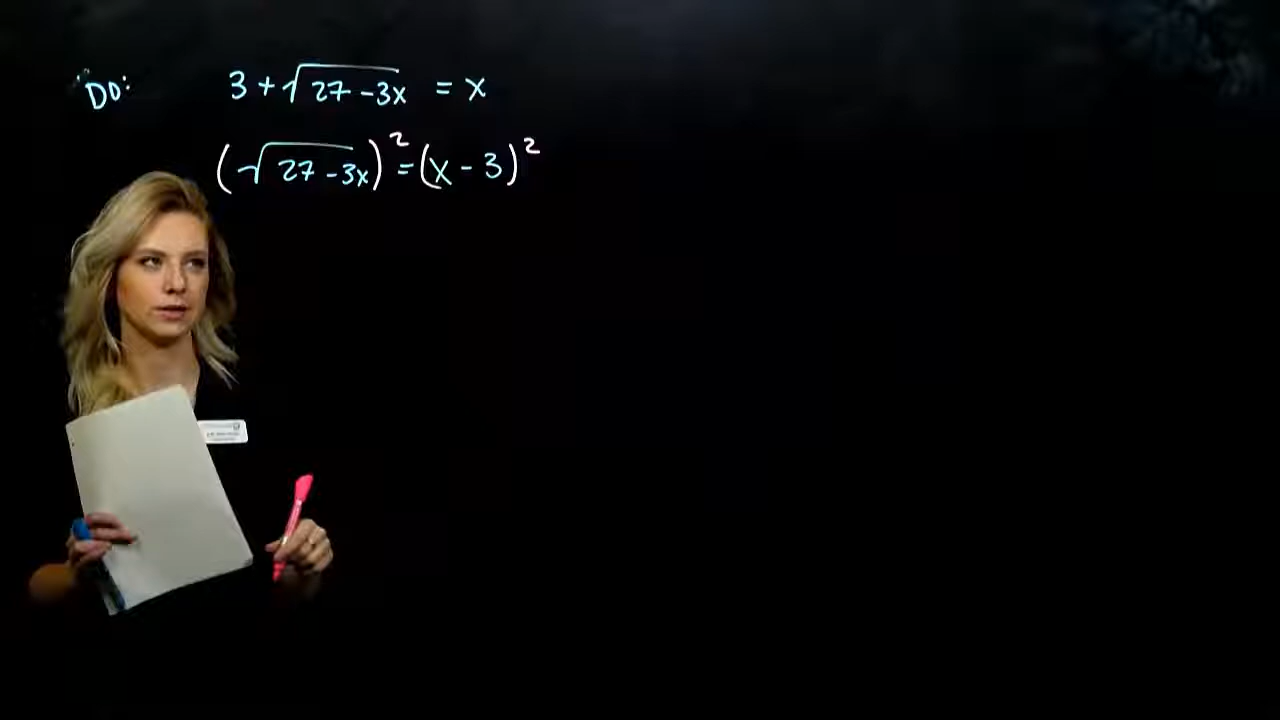 DO: 3 + √27 - 3x = x
(√27 - 3x)² = (x - 3)²